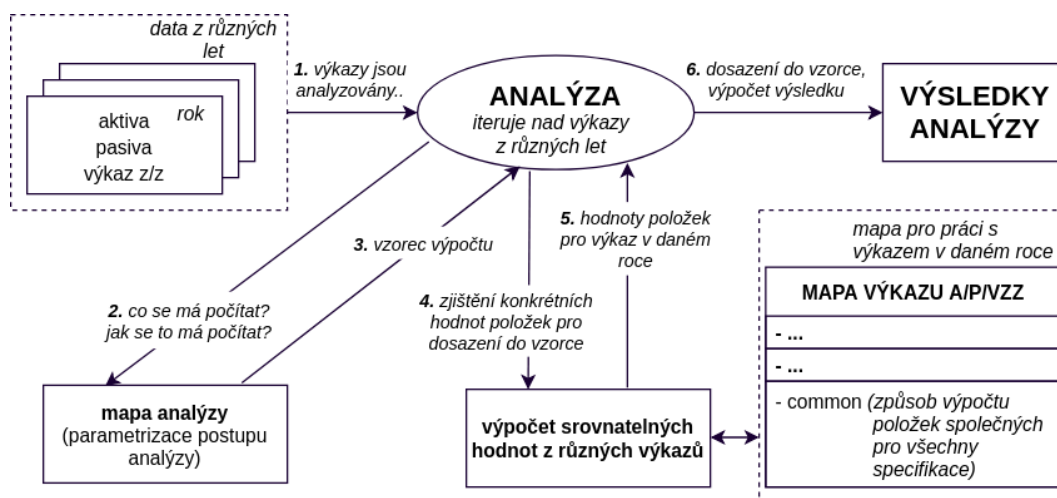 data z různých
let
rok
aktiva
pasiva
výkaz z/z
1. výkazy jsou
analyzovány..
ANALÝZA
iteruje nad výkazy
z různých let
6. dosazení do vzorce,
výpočet výsledku
VÝSLEDKY
ANALÝZY
2. co se má počítat?
jak se to má počítat?
3. vzorec výpočtu
4. zjištění konkrétních
hodnot položek pro
dosazení do vzorce
5. hodnoty položek
pro výkaz v daném
roce
mapa analýzy
(parametrizace postupu
analýzy)
výpočet srovnatelných
hodnot z různých výkazů
mapa pro práci s
výkazem v daném roce
MAPA VÝKAZU A/P/VZZ
- ...
- ...
- common (způsob výpočtu
položek společných
pro všechny
specifikace)